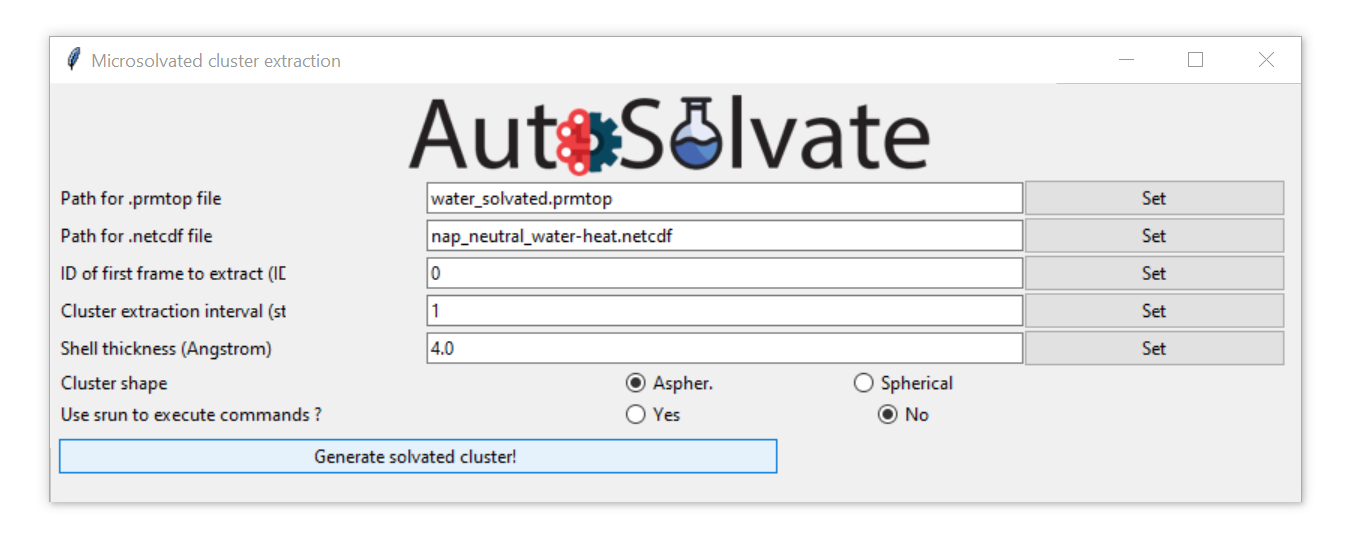 Microsolvated cluster extraction
AutoSolvate
Path for .prmtop file water_solvated.prmtop Set
Path for .netcdf file nap_neutral_water-heat.netcdf Set
ID of first frame to extract (ID 0 Set
Cluster extraction interval (st 1 Set
Shell thickness (Angstrom) 4.0 Set
Cluster shape Aspher. Spherical
Use srun to execute commands ? Yes No
Generate solvated cluster!